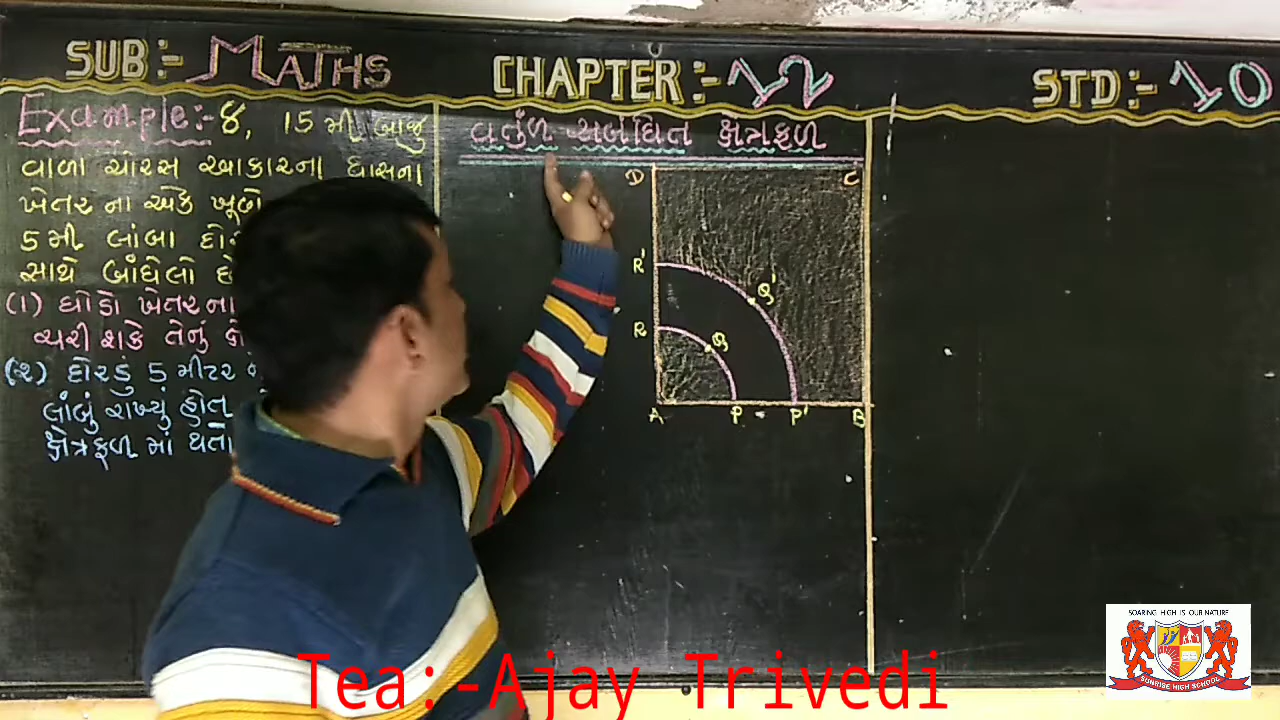 SUB:- MATHS
CHAPTER:- 12
STD:- 10
Example:- 8, 15 મી બાજુ
વાળા ચોરસ આકારના ઘાસના
ખેતર ના એક ખૂણે
5 મી લાંબા
સાથે બાંધેલો
(1) ઘોડો ખેતરના
ચરી શકે તેનું
(૨) દોરડું 5 મીટર
લાંબું રાખ્યું હોત
ક્ષેત્રફળ માં થતો
વર્તુળ સબંધિત ક્ષેત્રફળ
D C
R'
Q'
R
Q
A P P' B
SOARING HIGH IS OUR NATURE
SUNRISE HIGH SCHOOL
Tea:-Ajay Trivedi